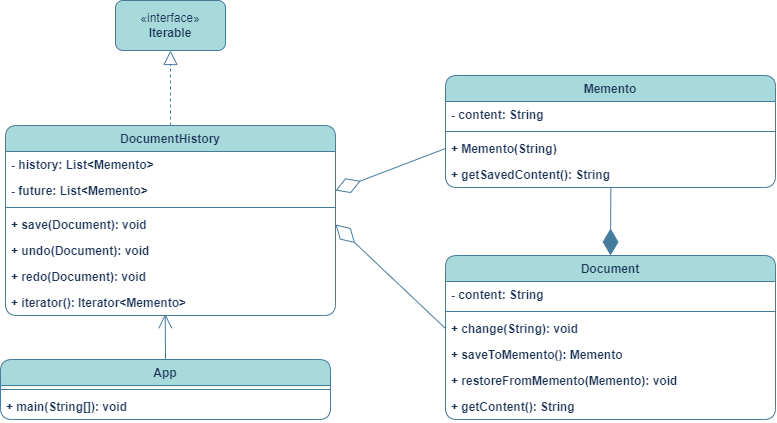 «interface»
Iterable
DocumentHistory
- history: List<Memento>
- future: List<Memento>
+ save(Document): void
+ undo(Document): void
+ redo(Document): void
+ iterator(): Iterator<Memento>
App
+ main(String[]): void
Memento
- content: String
+ Memento(String)
+ getSavedContent(): String
Document
- content: String
+ change(String): void
+ saveToMemento(): Memento
+ restoreFromMemento(Memento): void
+ getContent(): String